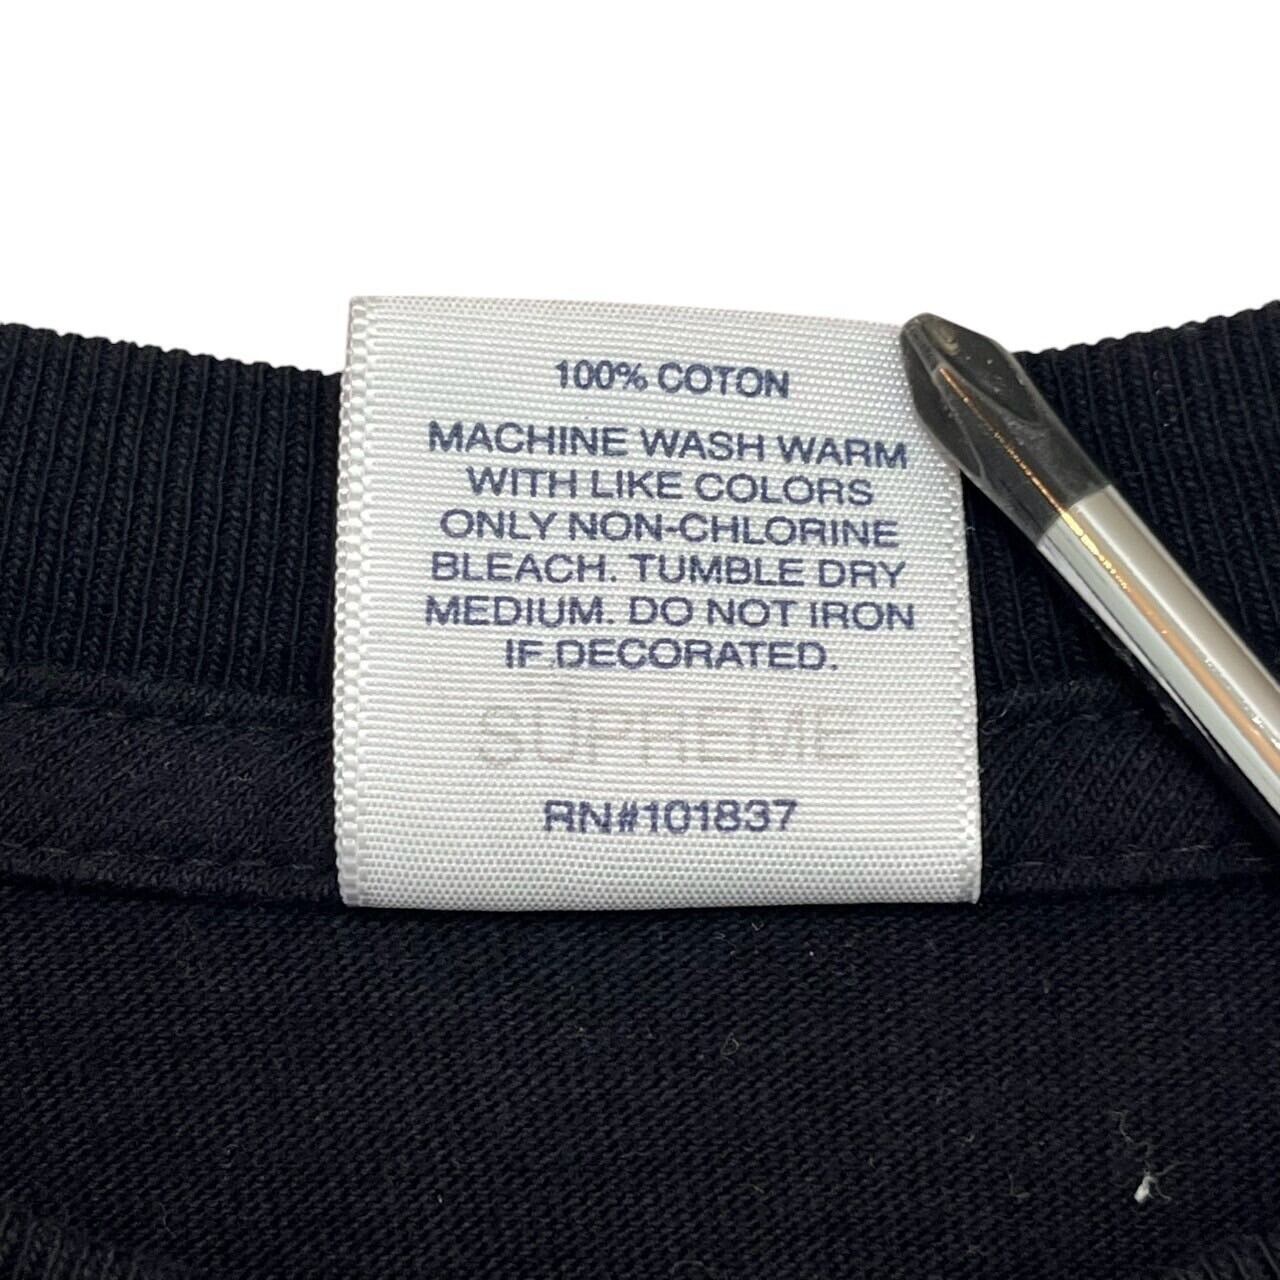 100% COTON
MACHINE WASH WARM
WITH LIKE COLORS
ONLY NON-CHLORINE
BLEACH. TUMBLE DRY
MEDIUM. DO NOT IRON
IF DECORATED.
SUPREME
RN#101837